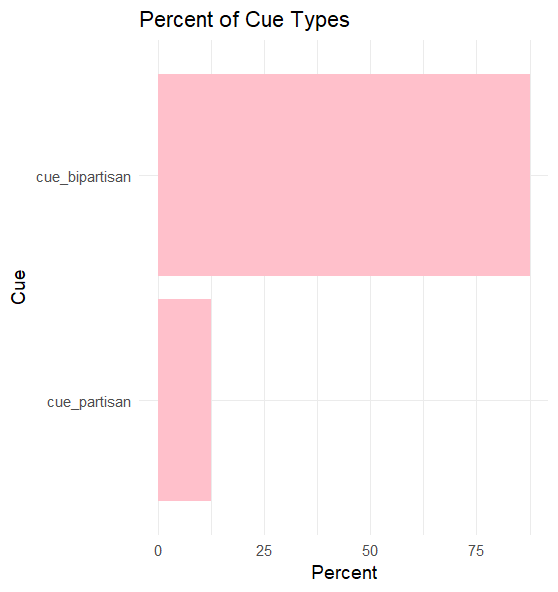 Percent of Cue Types
cue_bipartisan
Cue
cue_partisan
0 25 50 75
Percent